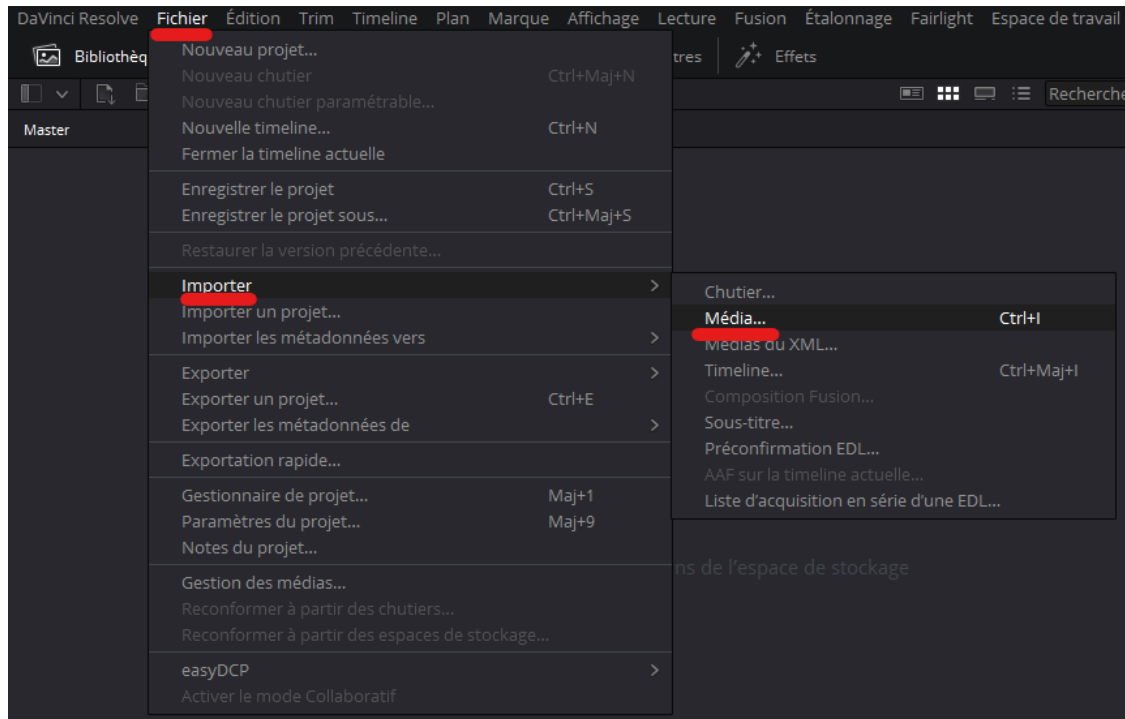 DaVinci Resolve Fichier Édition Trim Timeline Plan Marque Affichage Lecture Fusion Étalonnage Fairlight Espace de travail
Bibliothèq
tres
Effets
Recherche
Master
Nouveau projet...
Nouveau chutier Ctrl+Maj+N
Nouveau chutier paramétrable...
Nouvelle timeline... Ctrl+N
Fermer la timeline actuelle
Enregistrer le projet Ctrl+S
Enregistrer le projet sous... Ctrl+Maj+S
Restaurer la version précédente...
Importer >
Importer un projet...
Importer les métadonnées vers >
Exporter >
Exporter un projet... Ctrl+E
Exporter les métadonnées de >
Exportation rapide...
Gestionnaire de projet... Maj+1
Paramètres du projet... Maj+9
Notes du projet...
Gestion des médias...
Reconformer à partir des chutiers...
Reconformer à partir des espaces de stockage...
easyDCP >
Activer le mode Collaboratif
Chutier...
Média... Ctrl+I
Médias du XML...
Timeline... Ctrl+Maj+I
Composition Fusion...
Sous-titre...
Préconfirmation EDL...
AAF sur la timeline actuelle...
Liste d'acquisition en série d'une EDL...
ns de l'espace de stockage